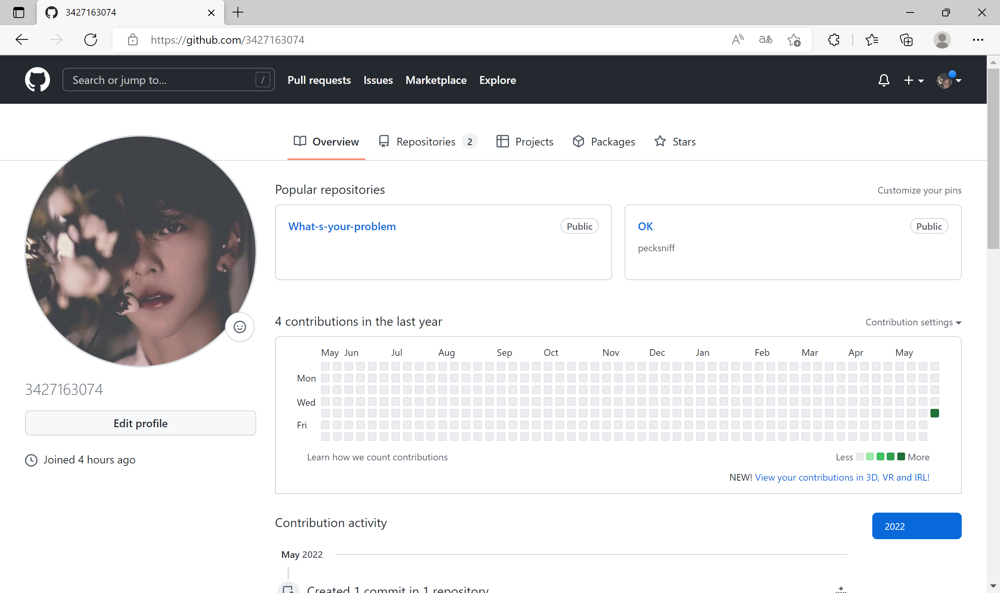 3427163074
https://github.com/3427163074
Search or jump to... /
Pull requests Issues Marketplace Explore
Overview Repositories 2 Projects Packages Stars
Popular repositories Customize your pins
What-s-your-problem Public
OK Public
pecksniff
4 contributions in the last year Contribution settings
May Jun Jul Aug Sep Oct Nov Dec Jan Feb Mar Apr May
Mon
Wed
Fri
Learn how we count contributions Less More
NEW! View your contributions in 3D, VR and IRL!
3427163074
Edit profile
Joined 4 hours ago
Contribution activity
2022
May 2022
Created 1 commit in 1 repository